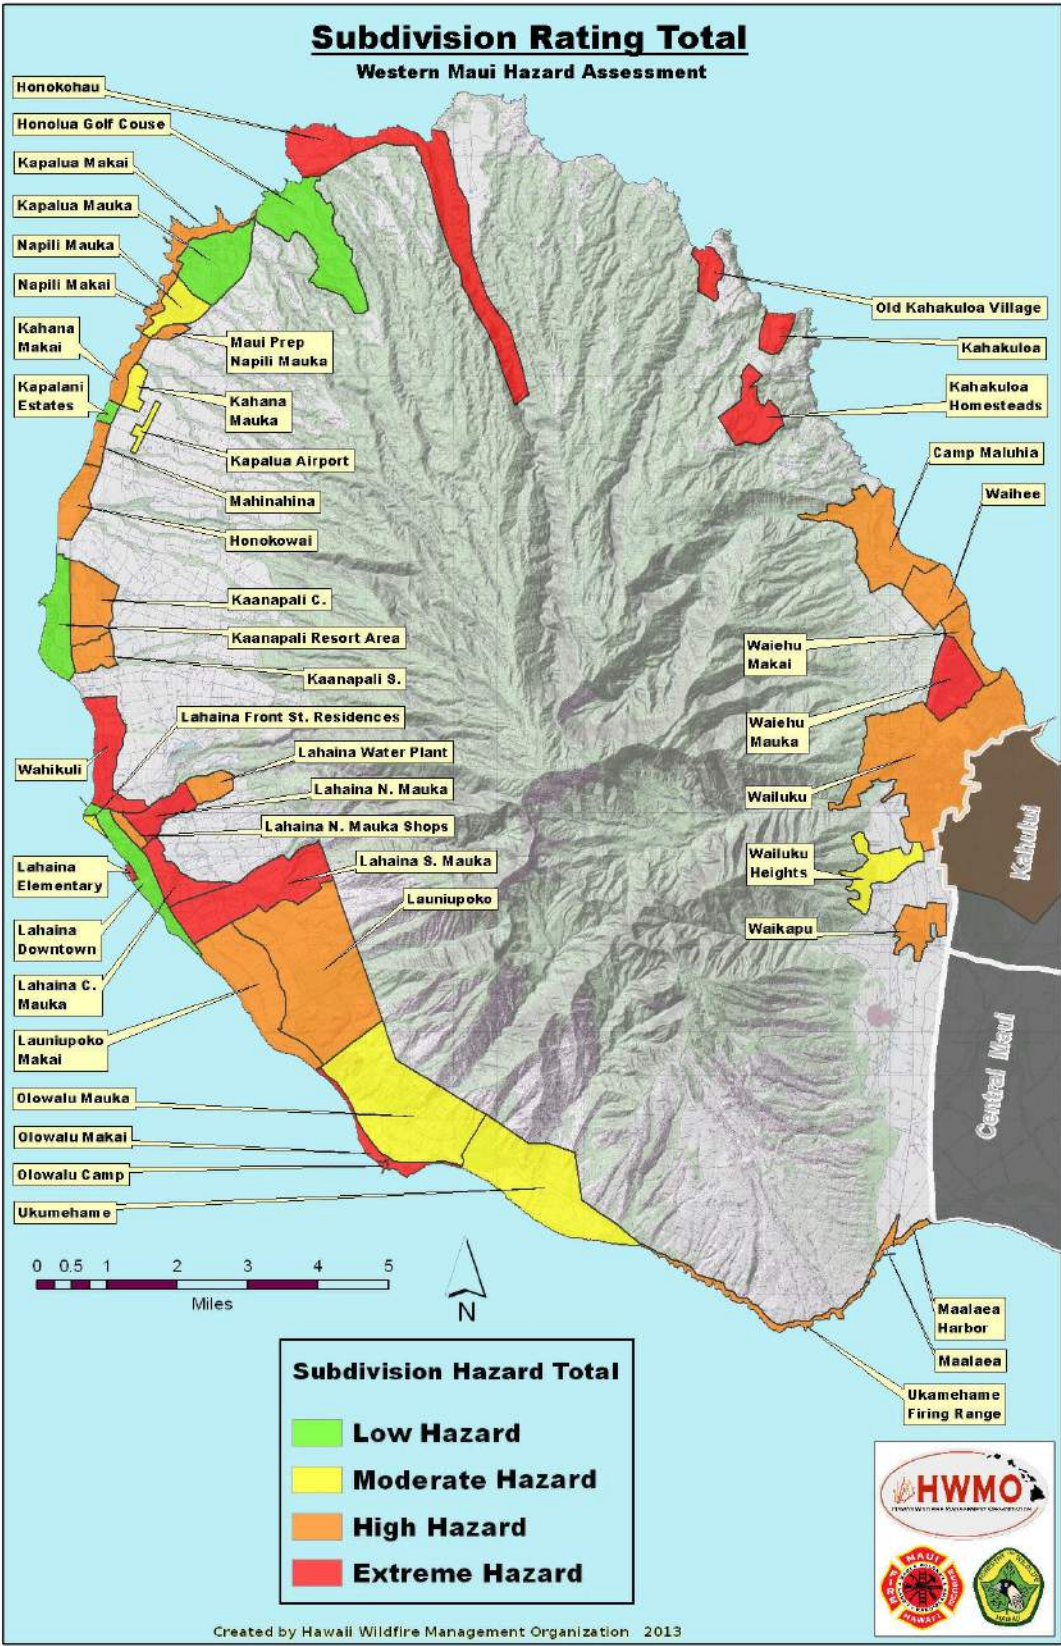 Subdivision Rating Total
Western Maui Hazard Assessment
Honokohau
Honolua Golf Couse
Kapalua Makai
Kapalua Mauka
Napili Mauka
Napili Makai
Kahana
Makai
Kapalani
Estates
Maui Prep
Napili Mauka
Kahana
Mauka
Kapalua Airport
Mahinahina
Honokowai
Kaanapali C.
Kaanapali Resort Area
Kaanapali S.
Lahaina Front St. Residences
Lahaina Water Plant
Wahikuli
Lahaina N. Mauka
Lahaina N. Mauka Shops
Lahaina S. Mauka
Lahaina
Elementary
Launiupoko
Lahaina
Downtown
Lahaina C.
Mauka
Launiupoko
Makai
Olowalu Mauka
Olowalu Makai
Olowalu Camp
Ukumehame
Old Kahakuloa Village
Kahakuloa
Kahakuloa
Homesteads
Camp Maluhia
Waihee
Waiehu
Makai
Waiehu
Mauka
Wailuku
Wailuku
Heights
Waikapu
Kahului
Central Maui
Maalaea
Harbor
Maalaea
Ukamehame
Firing Range
0 0.5 1 2 3 4 5
Miles
N
Subdivision Hazard Total
Low Hazard
Moderate Hazard
High Hazard
Extreme Hazard
HWMO
MAUI
FIRE
HAWAII
Created by Hawaii Wildfire Management Organization 2013